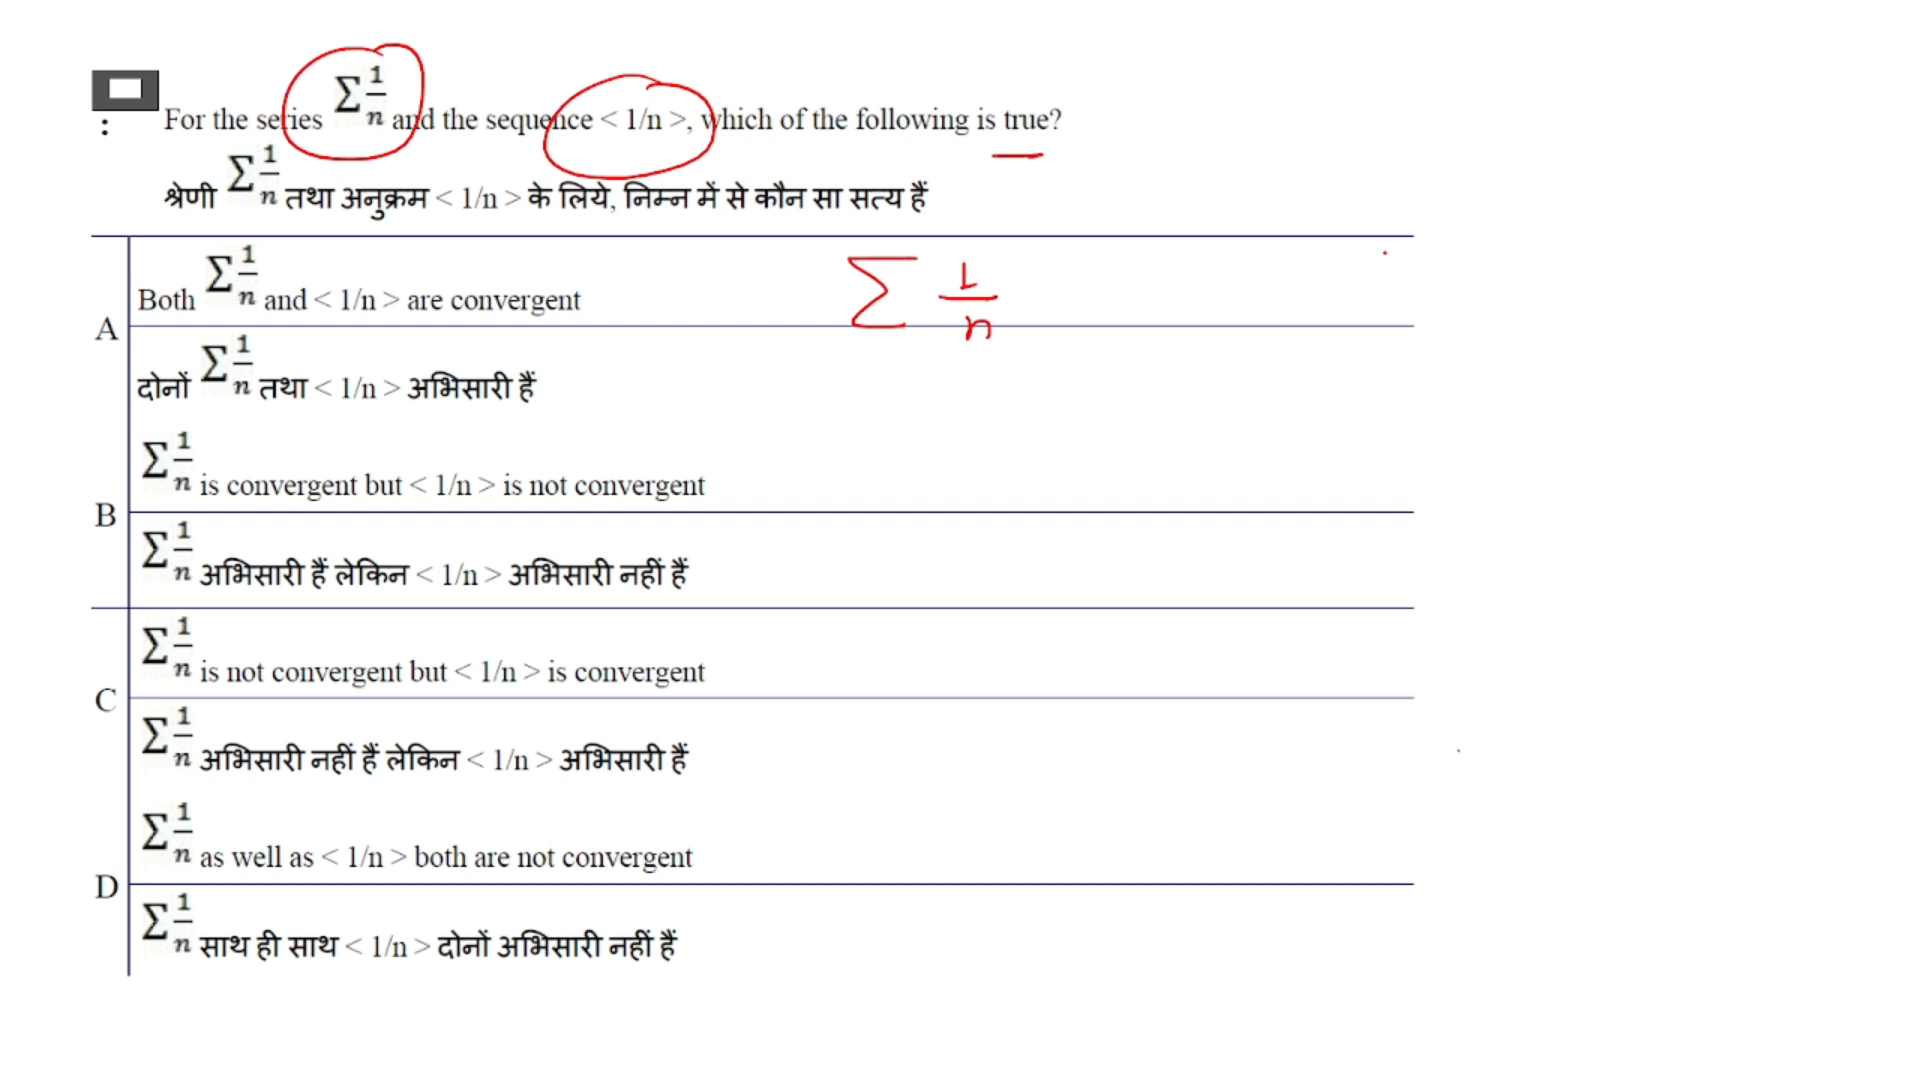 : For the series ∑ 1/n and the sequence < 1/n >, which of the following is true?
श्रेणी ∑ 1/n तथा अनुक्रम < 1/n > के लिये, निम्न में से कौन सा सत्य हैं
A
Both ∑ 1/n and < 1/n > are convergent
∑ 1/n
दोनों ∑ 1/n तथा < 1/n > अभिसारी हैं
B
∑ 1/n is convergent but < 1/n > is not convergent
∑ 1/n अभिसारी हैं लेकिन < 1/n > अभिसारी नहीं हैं
C
∑ 1/n is not convergent but < 1/n > is convergent
∑ 1/n अभिसारी नहीं हैं लेकिन < 1/n > अभिसारी हैं
D
∑ 1/n as well as < 1/n > both are not convergent
∑ 1/n साथ ही साथ < 1/n > दोनों अभिसारी नहीं हैं